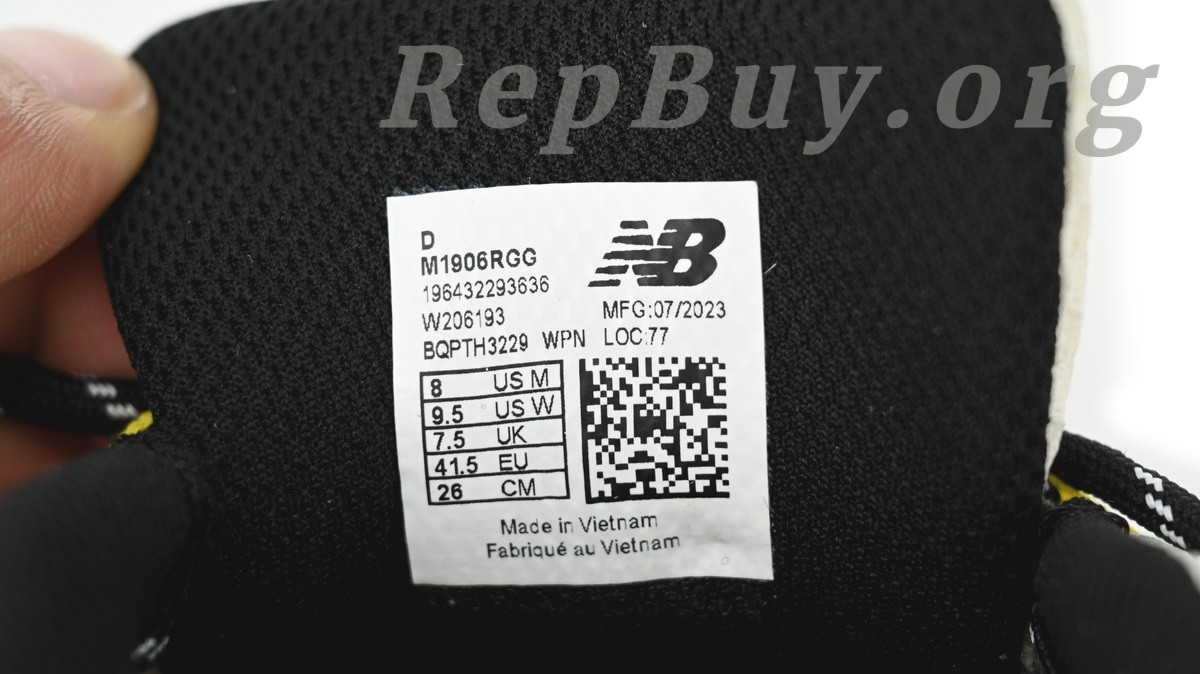 RepBuy.org
D
M1906RGG
196432293636
W206193
BQPTH3229 WPN
NB
MFG:07/2023
LOC:77
8 US M
9.5 US W
7.5 UK
41.5 EU
26 CM
Made in Vietnam
Fabriqué au Vietnam